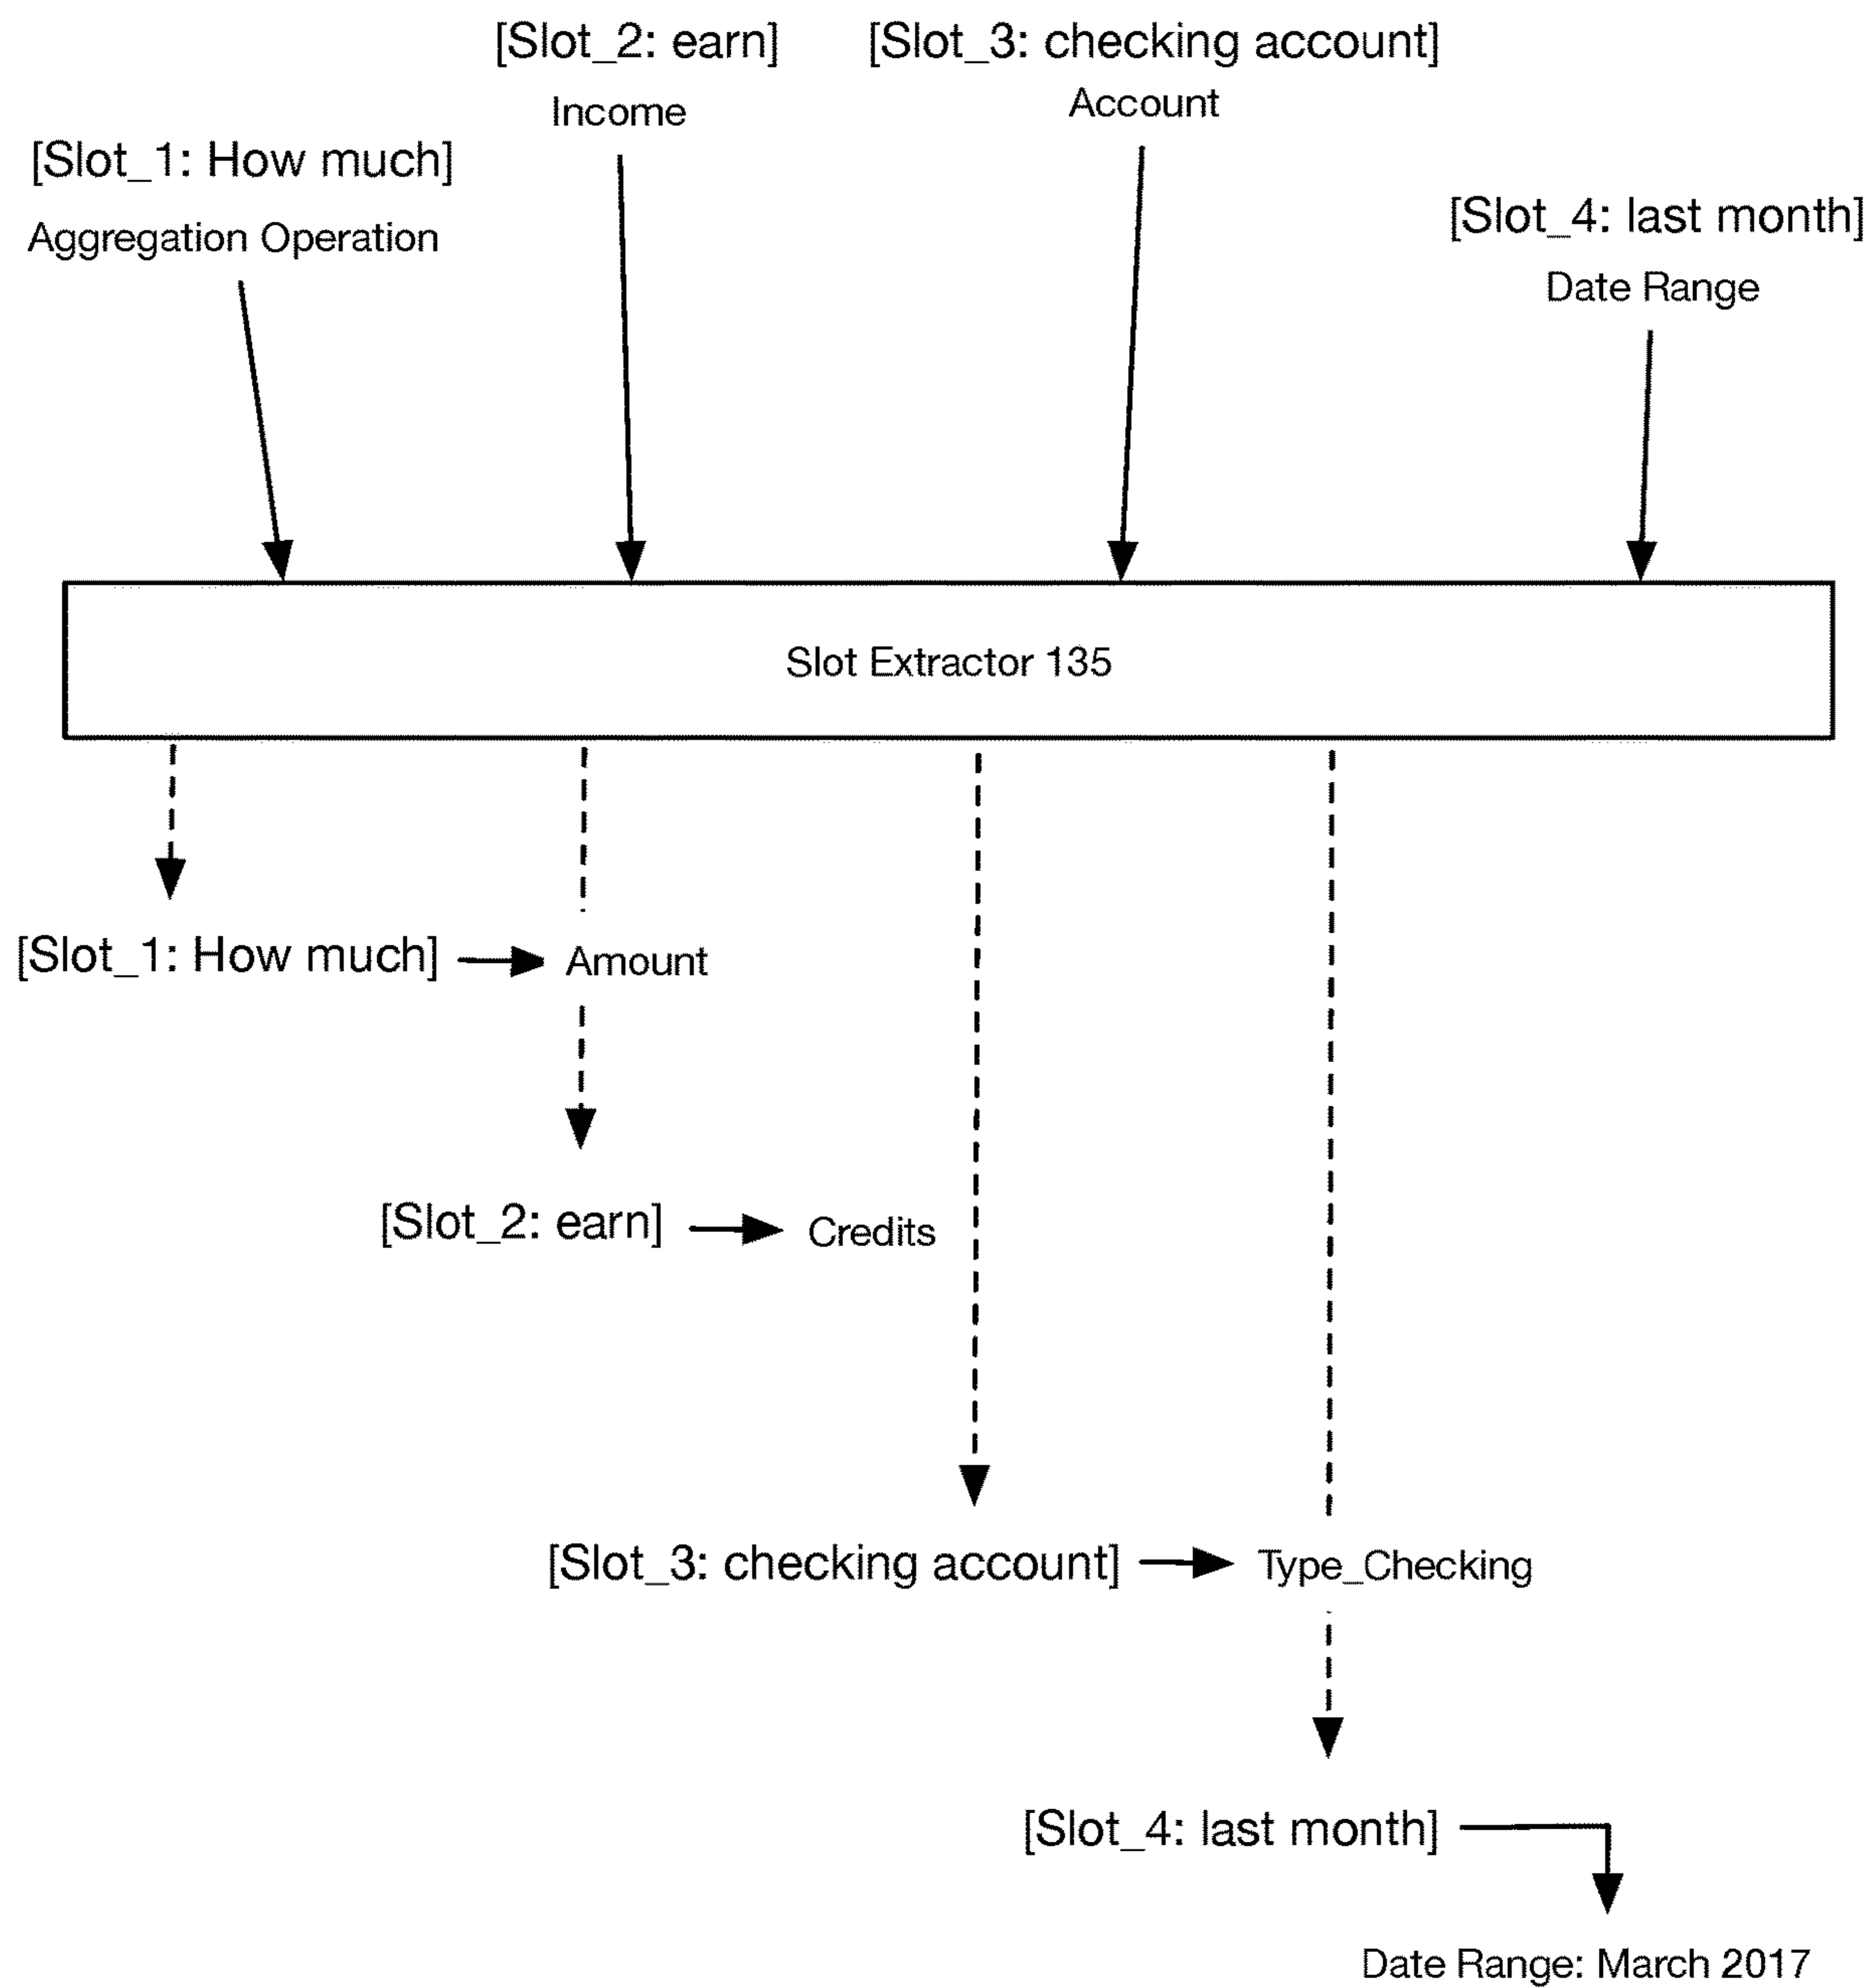 [Slot_2: earn]
[Slot_3: checking account]
Income
Account
[Slot_1: How much]
Aggregation Operation
[Slot_4: last month]
Date Range
Slot Extractor 135
[Slot_1: How much]
Amount
[Slot_2: earn]
Credits
[Slot_3: checking account]
Type_Checking
[Slot_4: last month]
Date Range: March 2017